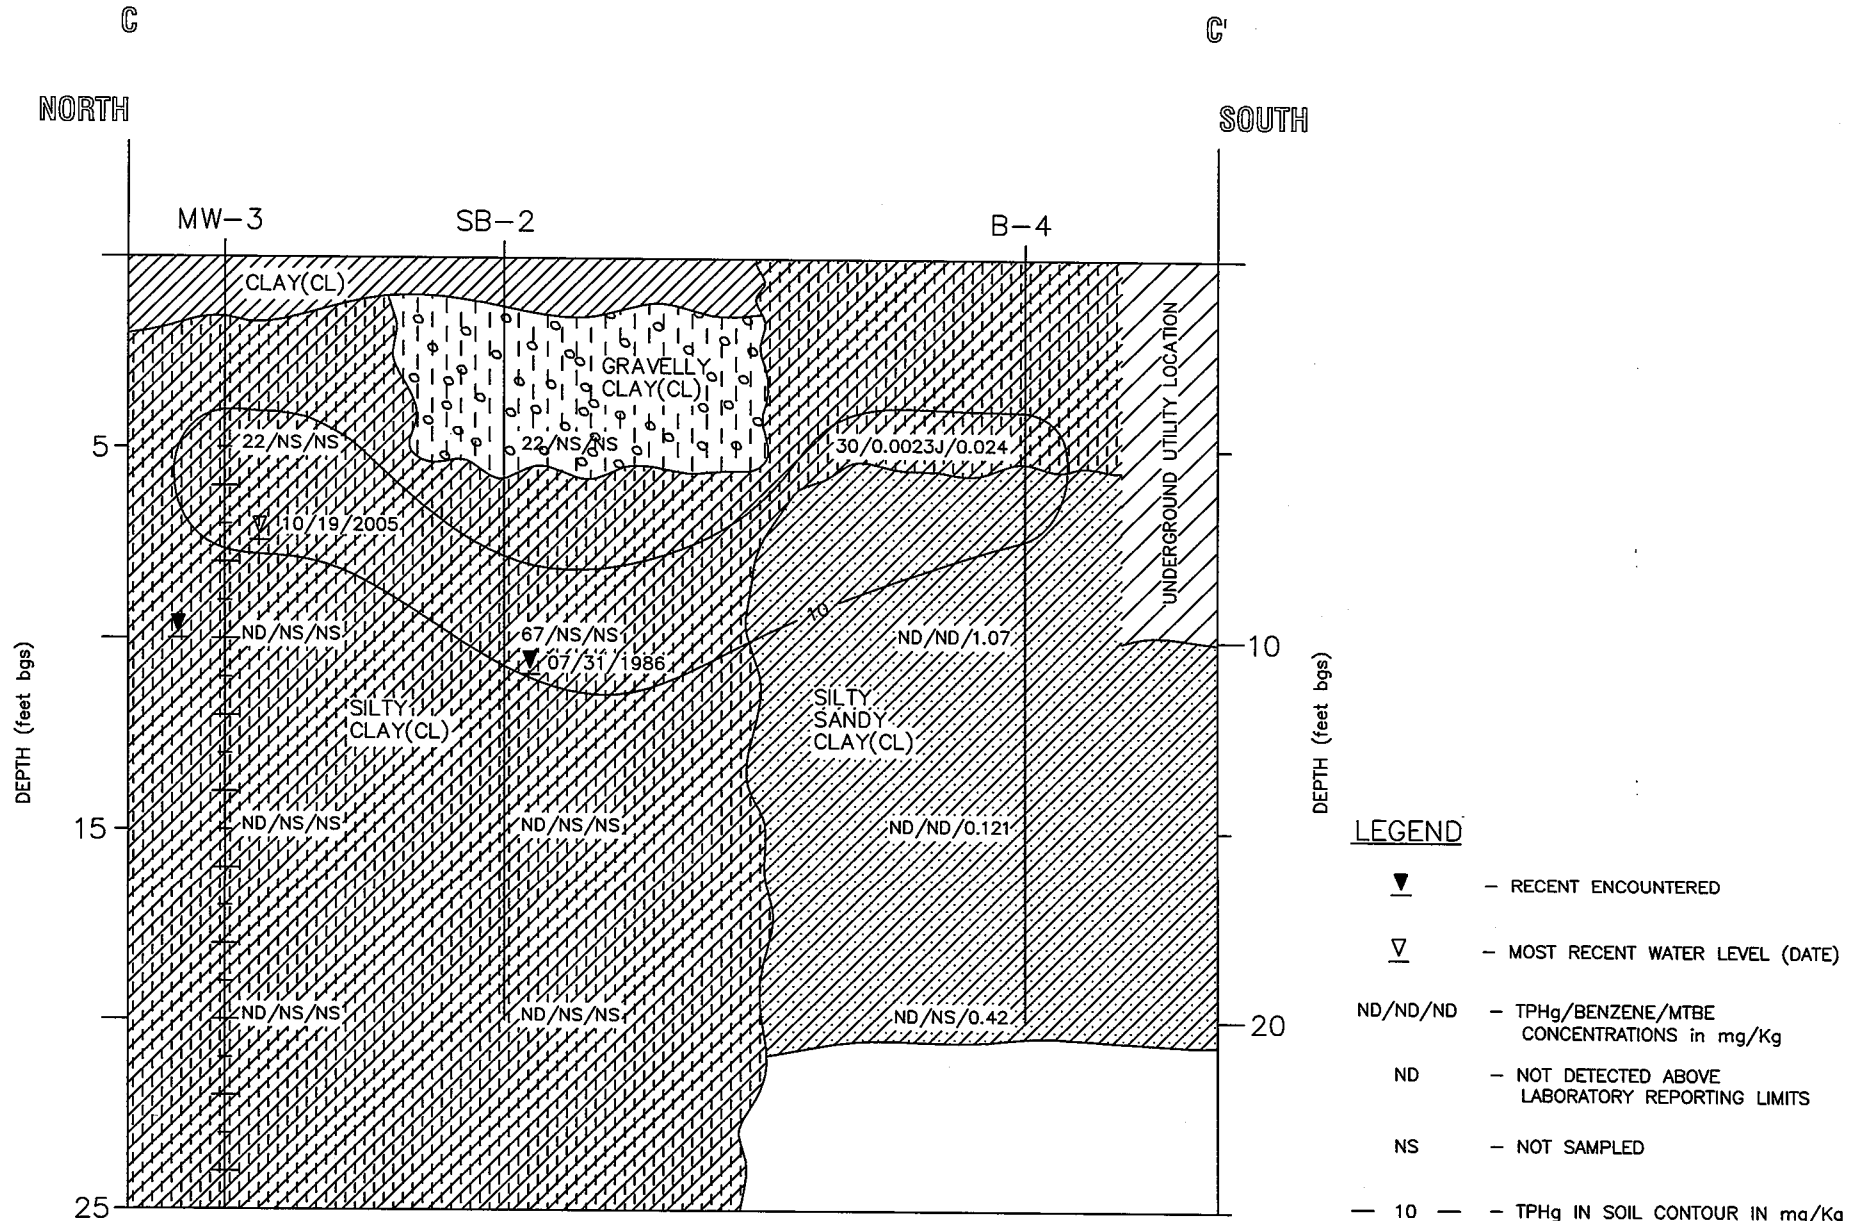 C
C'
NORTH
SOUTH
MW-3
SB-2
B-4
CLAY(CL)
GRAVELLY
CLAY(CL)
UNDERGROUND UTILITY LOCATION
5
22/NS/NS
22/NS/NS
30/0.0023J/0.024
10/19/2005
10
ND/NS/NS
67/NS/NS
ND/ND/1.07
10
07/31/1986
SILTY
CLAY(CL)
SILTY
SANDY
CLAY(CL)
DEPTH (feet bgs)
DEPTH (feet bgs)
15
ND/NS/NS
ND/NS/NS
ND/ND/0.121
ND/NS/NS
ND/NS/NS
ND/NS/0.42
20
25
LEGEND
– RECENT ENCOUNTERED
– MOST RECENT WATER LEVEL (DATE)
ND/ND/ND – TPHg/BENZENE/MTBE
CONCENTRATIONS in mg/Kg
ND – NOT DETECTED ABOVE
LABORATORY REPORTING LIMITS
NS – NOT SAMPLED
— 10 — – TPHg IN SOIL CONTOUR IN mg/Kg